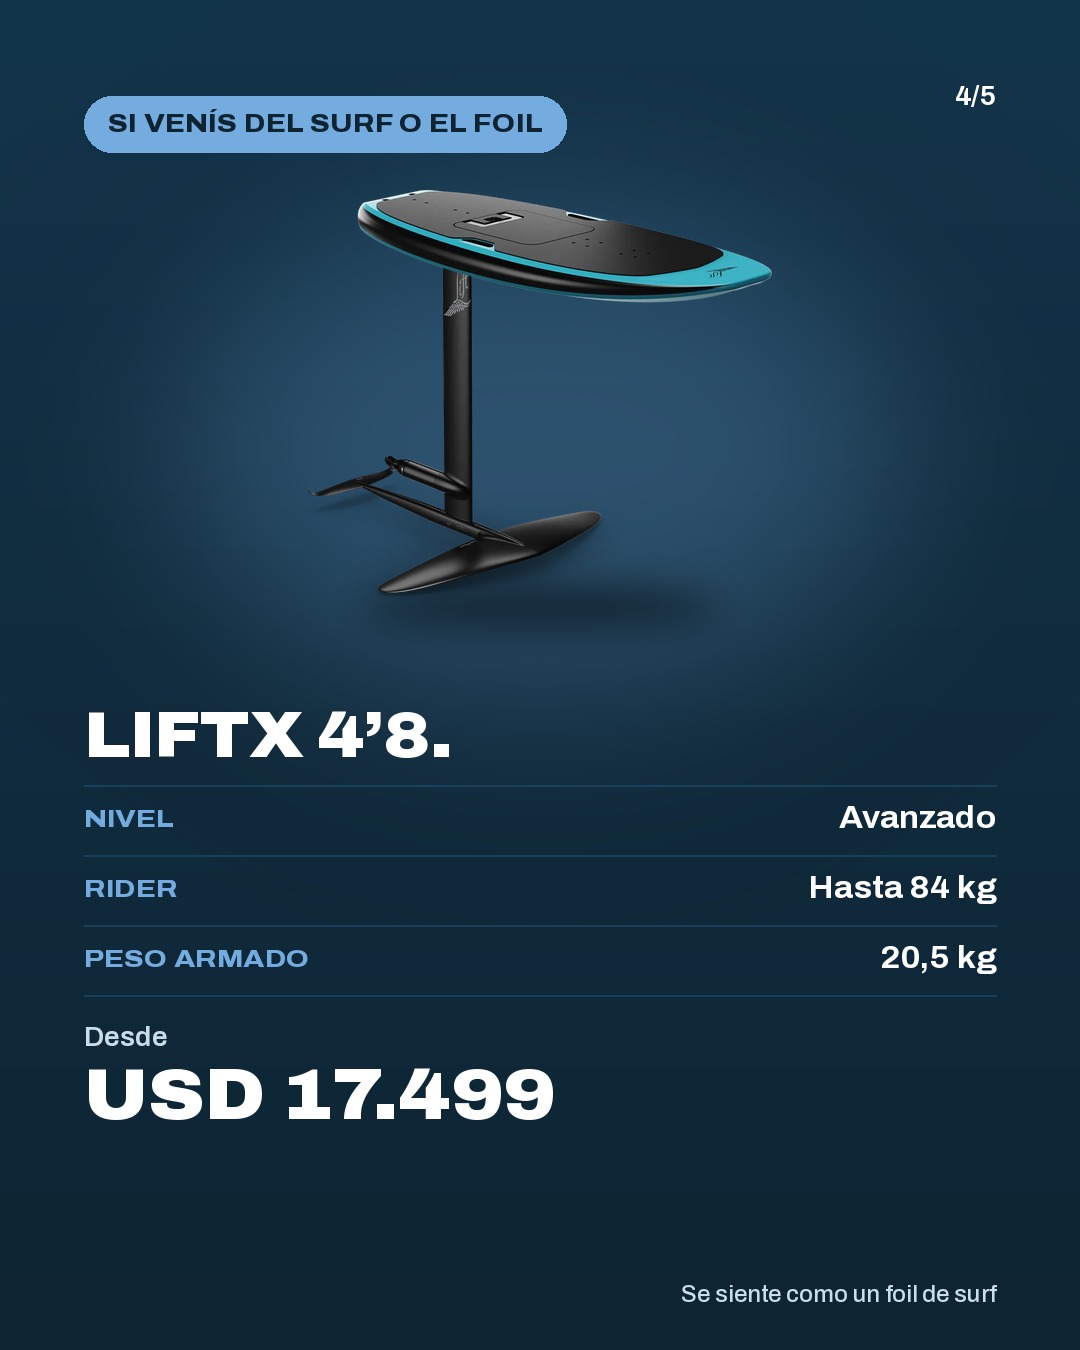 4/5
SI VENÍS DEL SURF O EL FOIL
LIFTX 4’8.
NIVEL Avanzado
RIDER Hasta 84 kg
PESO ARMADO 20,5 kg
Desde
USD 17.499
Se siente como un foil de surf